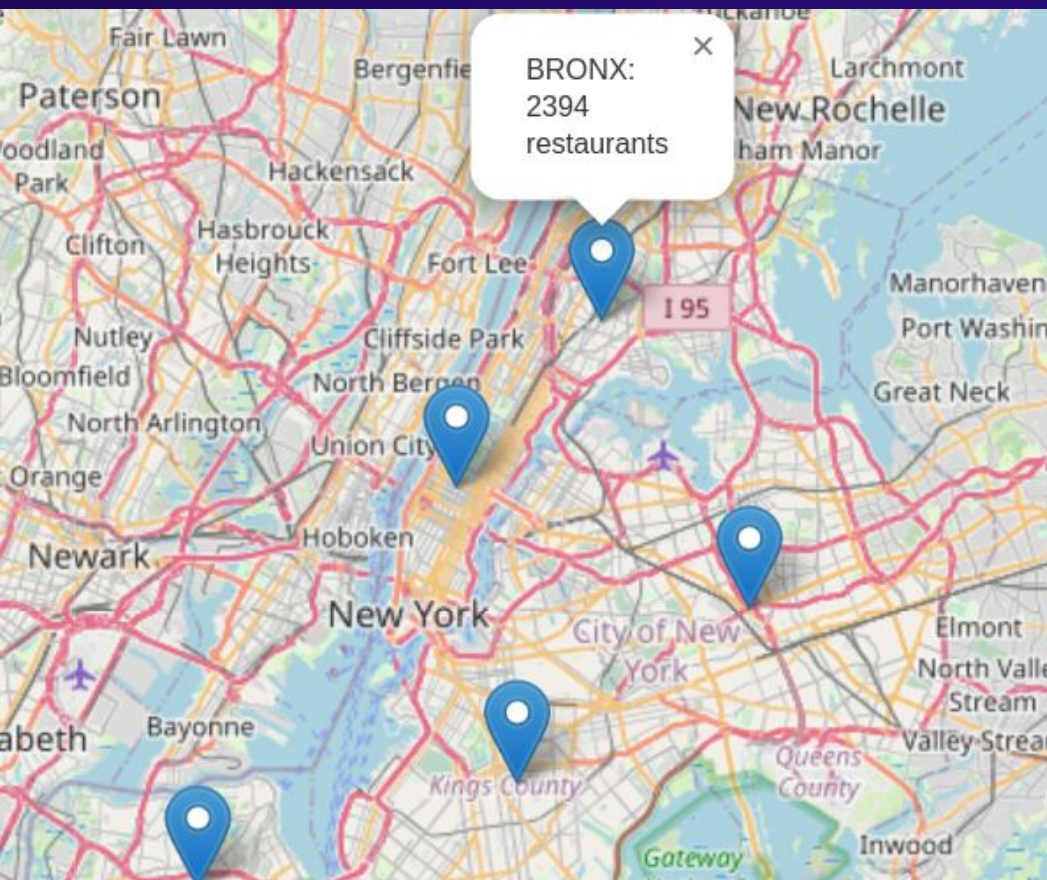 Fair Lawn
Bergenfie
BRONX:
2394
restaurants
×
Larchmont
Paterson
New Rochelle
oodland
Park
ham Manor
Hackensack
Hasbrouck
Heights
Clifton
Fort Lee
Manorhaven
I 95
Nutley
Cliffside Park
Port Washin
Bloomfield
North Bergen
Great Neck
North Arlington
Union City
Orange
Hoboken
Newark
New York
City of New
York
Elmont
North Valle
Stream
Bayonne
abeth
Valley Strea
Queens
County
Kings County
Inwood
Gateway